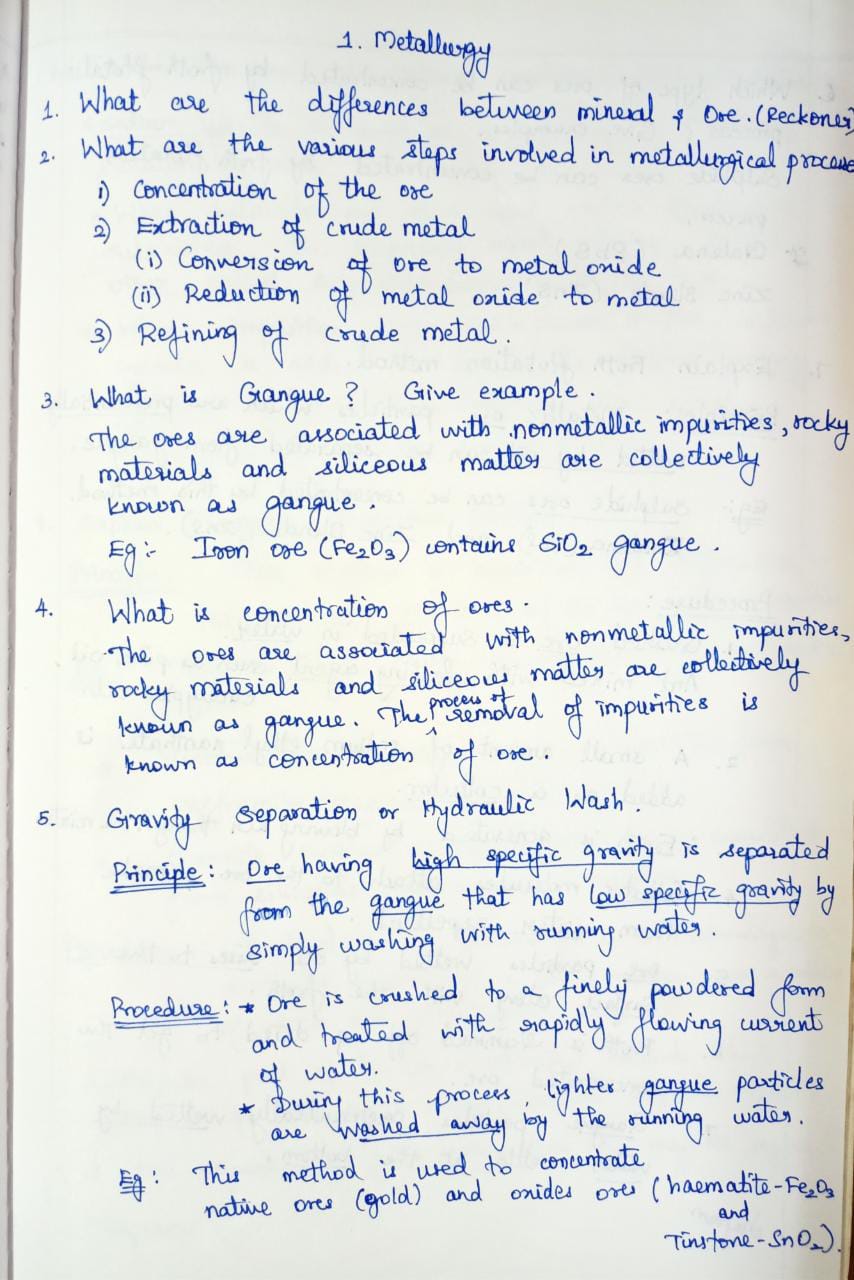 1. Metallurgy
1. What are the differences between mineral & Ore. (Reckoner)
2. What are the various steps involved in metallurgical process
1) Concentration of the ore
2) Extraction of crude metal
(i) Conversion of ore to metal oxide
(ii) Reduction of metal oxide to metal
3) Refining of crude metal.
3. What is Gangue? Give example.
The ores are associated with nonmetallic impurities, rocky
materials and siliceous matter are collectively
known as gangue.
Eg :- Iron ore (Fe2O3) contains SiO2 gangue.
4. What is concentration of ores.
The ores are associated with nonmetallic impurities,
rocky materials and siliceous matter are collectively
known as gangue. The process of removal of impurities is
known as concentration of ore.
5. Gravity Separation or Hydraulic Wash.
Principle: Ore having high specific gravity is separated
from the gangue that has low specific gravity by
simply washing with running water.
Procedure: * Ore is crushed to a finely powdered form
and treated with rapidly flowing current
of water.
* During this process, lighter gangue particles
are washed away by the running water.
Eg: This method is used to concentrate
native ores (gold) and oxides ores (haematite-Fe2O3
and
Tinstone-SnO2).